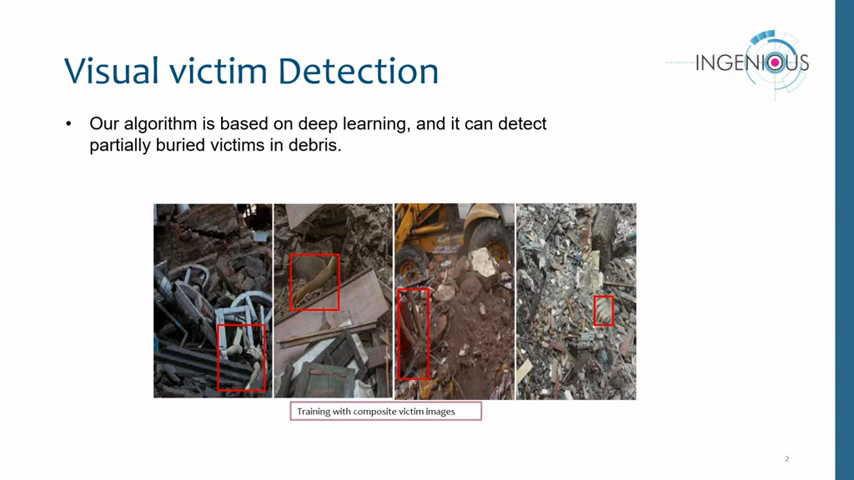 INGENIOUS
Visual victim Detection
• Our algorithm is based on deep learning, and it can detect
partially buried victims in debris.
Training with composite victim images
2